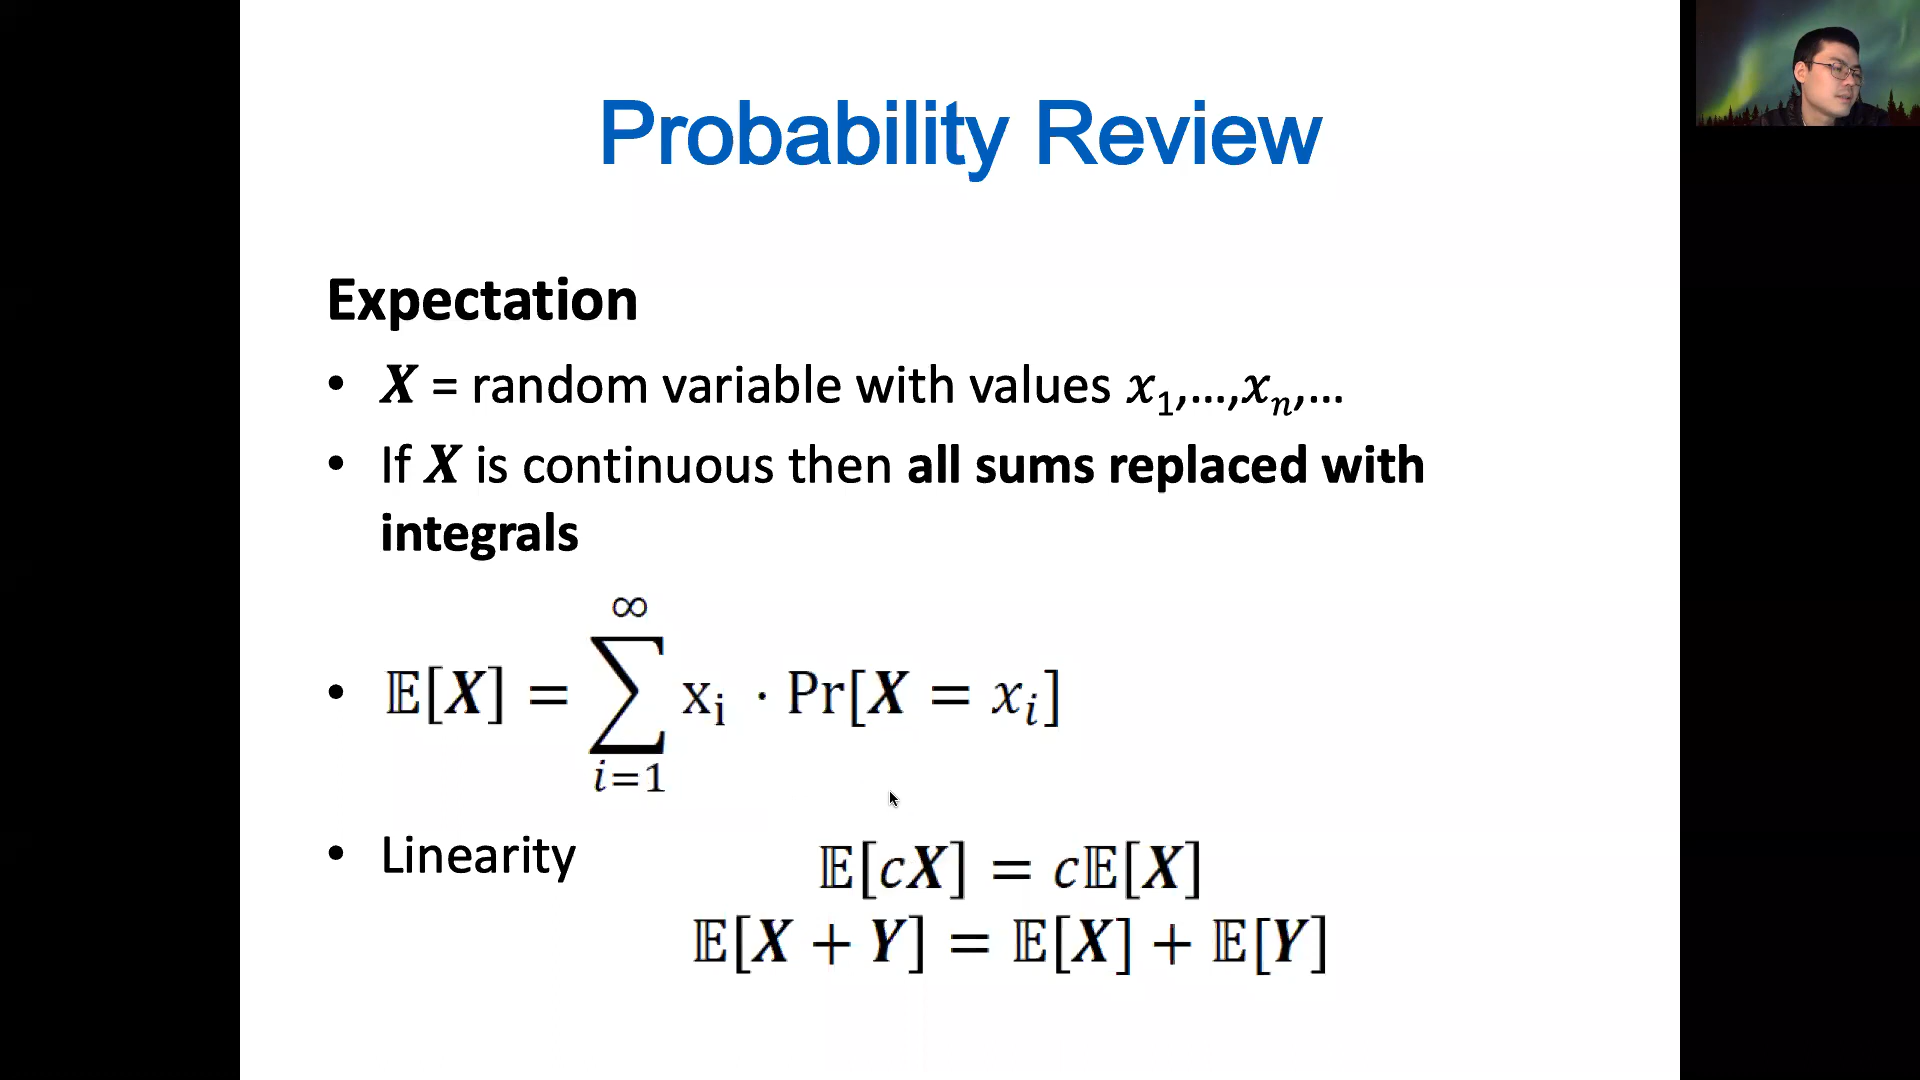 Probability Review
Expectation
• X = random variable with values x₁,…,xₙ,…
• If X is continuous then all sums replaced with
integrals
• 𝔼[X] = ∑_{i=1}^{∞} xᵢ · Pr[X = xᵢ]
• Linearity
𝔼[cX] = c𝔼[X]
𝔼[X + Y] = 𝔼[X] + 𝔼[Y]